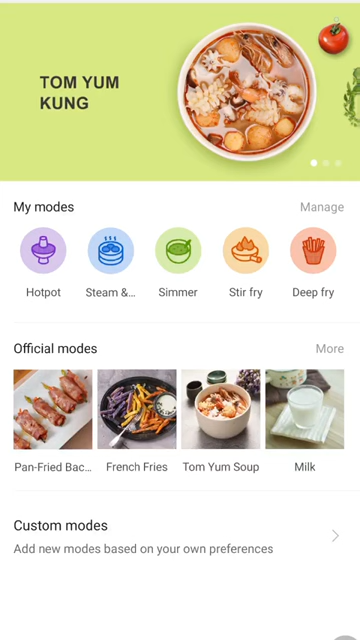 TOM YUM
KUNG
My modes
Manage
Hotpot
Steam &...
Simmer
Stir fry
Deep fry
Official modes
More
Pan-Fried Bac...
French Fries
Tom Yum Soup
Milk
Custom modes
Add new modes based on your own preferences